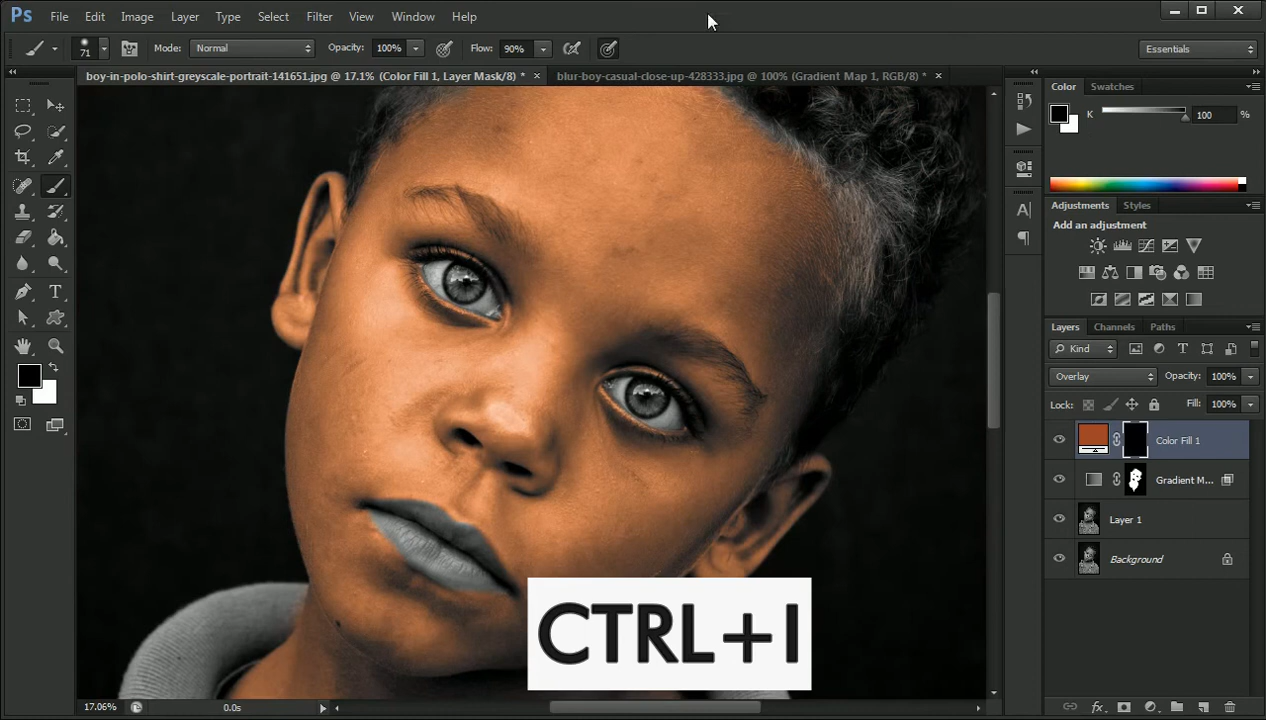 Ps File Edit Image Layer Type Select Filter View Window Help
71 Mode: Normal Opacity: 100% Flow: 90% Essentials
boy-in-polo-shirt-greyscale-portrait-141651.jpg @ 17.1% (Color Fill 1, Layer Mask/8) * × blur-boy-casual-close-up-428333.jpg @ 100% (Gradient Map 1, RGB/8) * ×
Color Swatches
K 100 %
Adjustments Styles
Add an adjustment
Layers Channels Paths
Kind
Overlay Opacity: 100%
Lock: Fill: 100%
Color Fill 1
Gradient M...
Layer 1
Background
CTRL+I
17.06% 0.0s